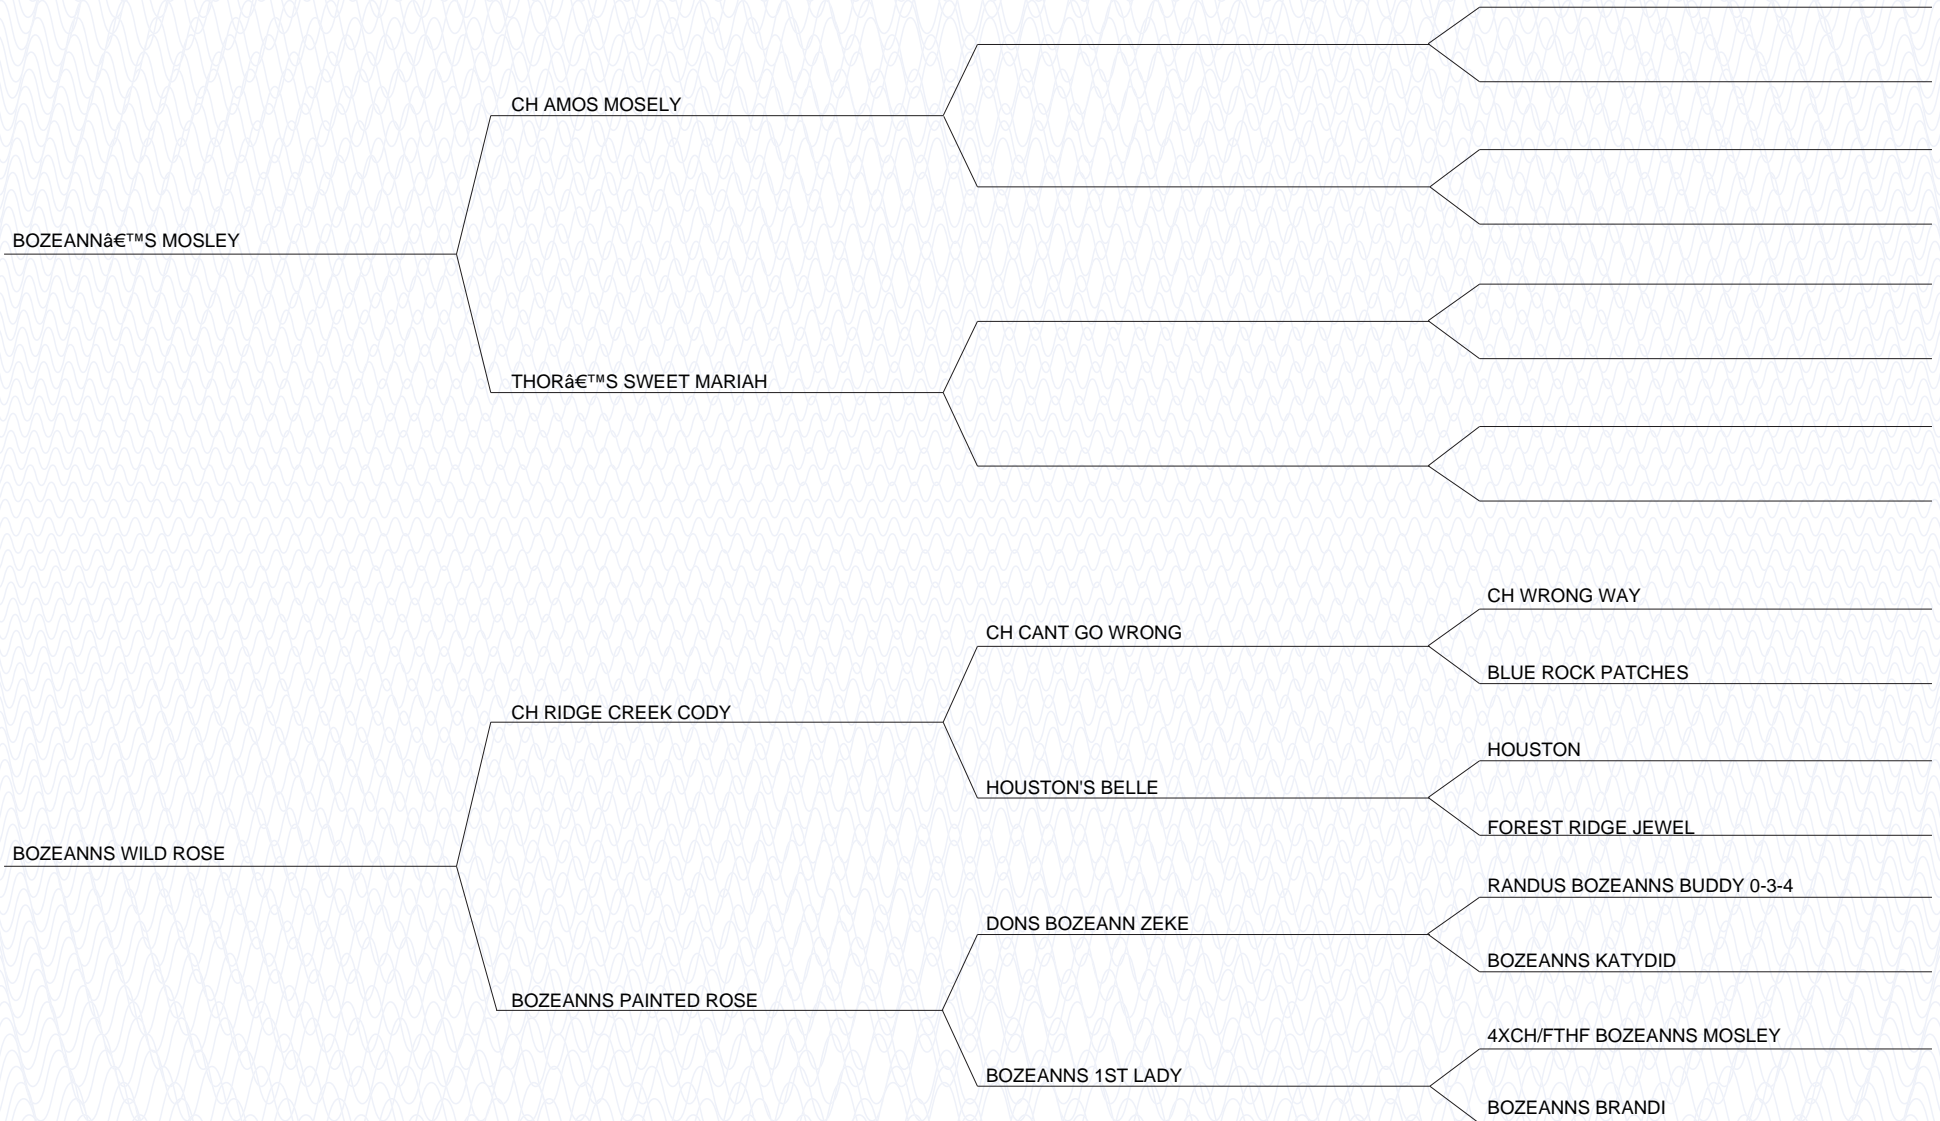 CH AMOS MOSELY
BOZEANNâ€™S MOSLEY
THORâ€™S SWEET MARIAH
CH WRONG WAY
CH CANT GO WRONG
BLUE ROCK PATCHES
CH RIDGE CREEK CODY
HOUSTON
HOUSTON'S BELLE
FOREST RIDGE JEWEL
BOZEANNS WILD ROSE
RANDUS BOZEANNS BUDDY 0-3-4
DONS BOZEANN ZEKE
BOZEANNS KATYDID
BOZEANNS PAINTED ROSE
4XCH/FTHF BOZEANNS MOSLEY
BOZEANNS 1ST LADY
BOZEANNS BRANDI